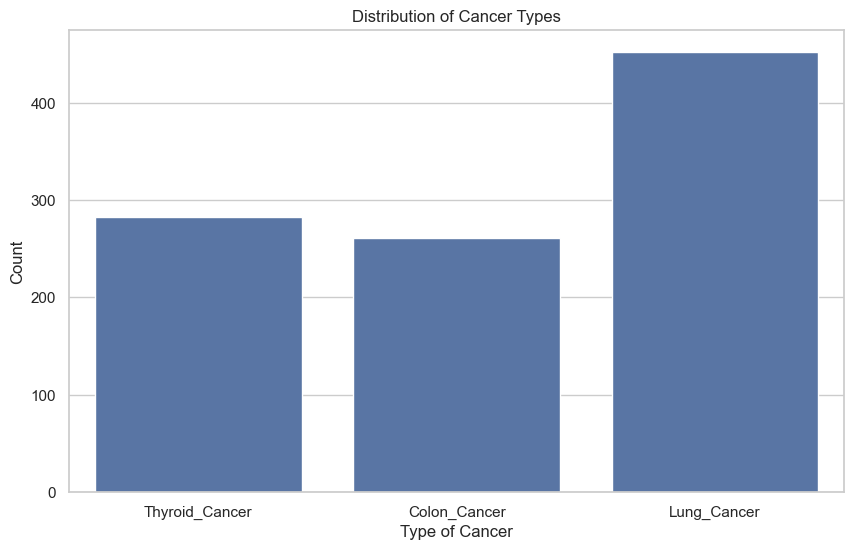 Distribution of Cancer Types
Count
400
300
200
100
0
Thyroid_Cancer
Colon_Cancer
Lung_Cancer
Type of Cancer